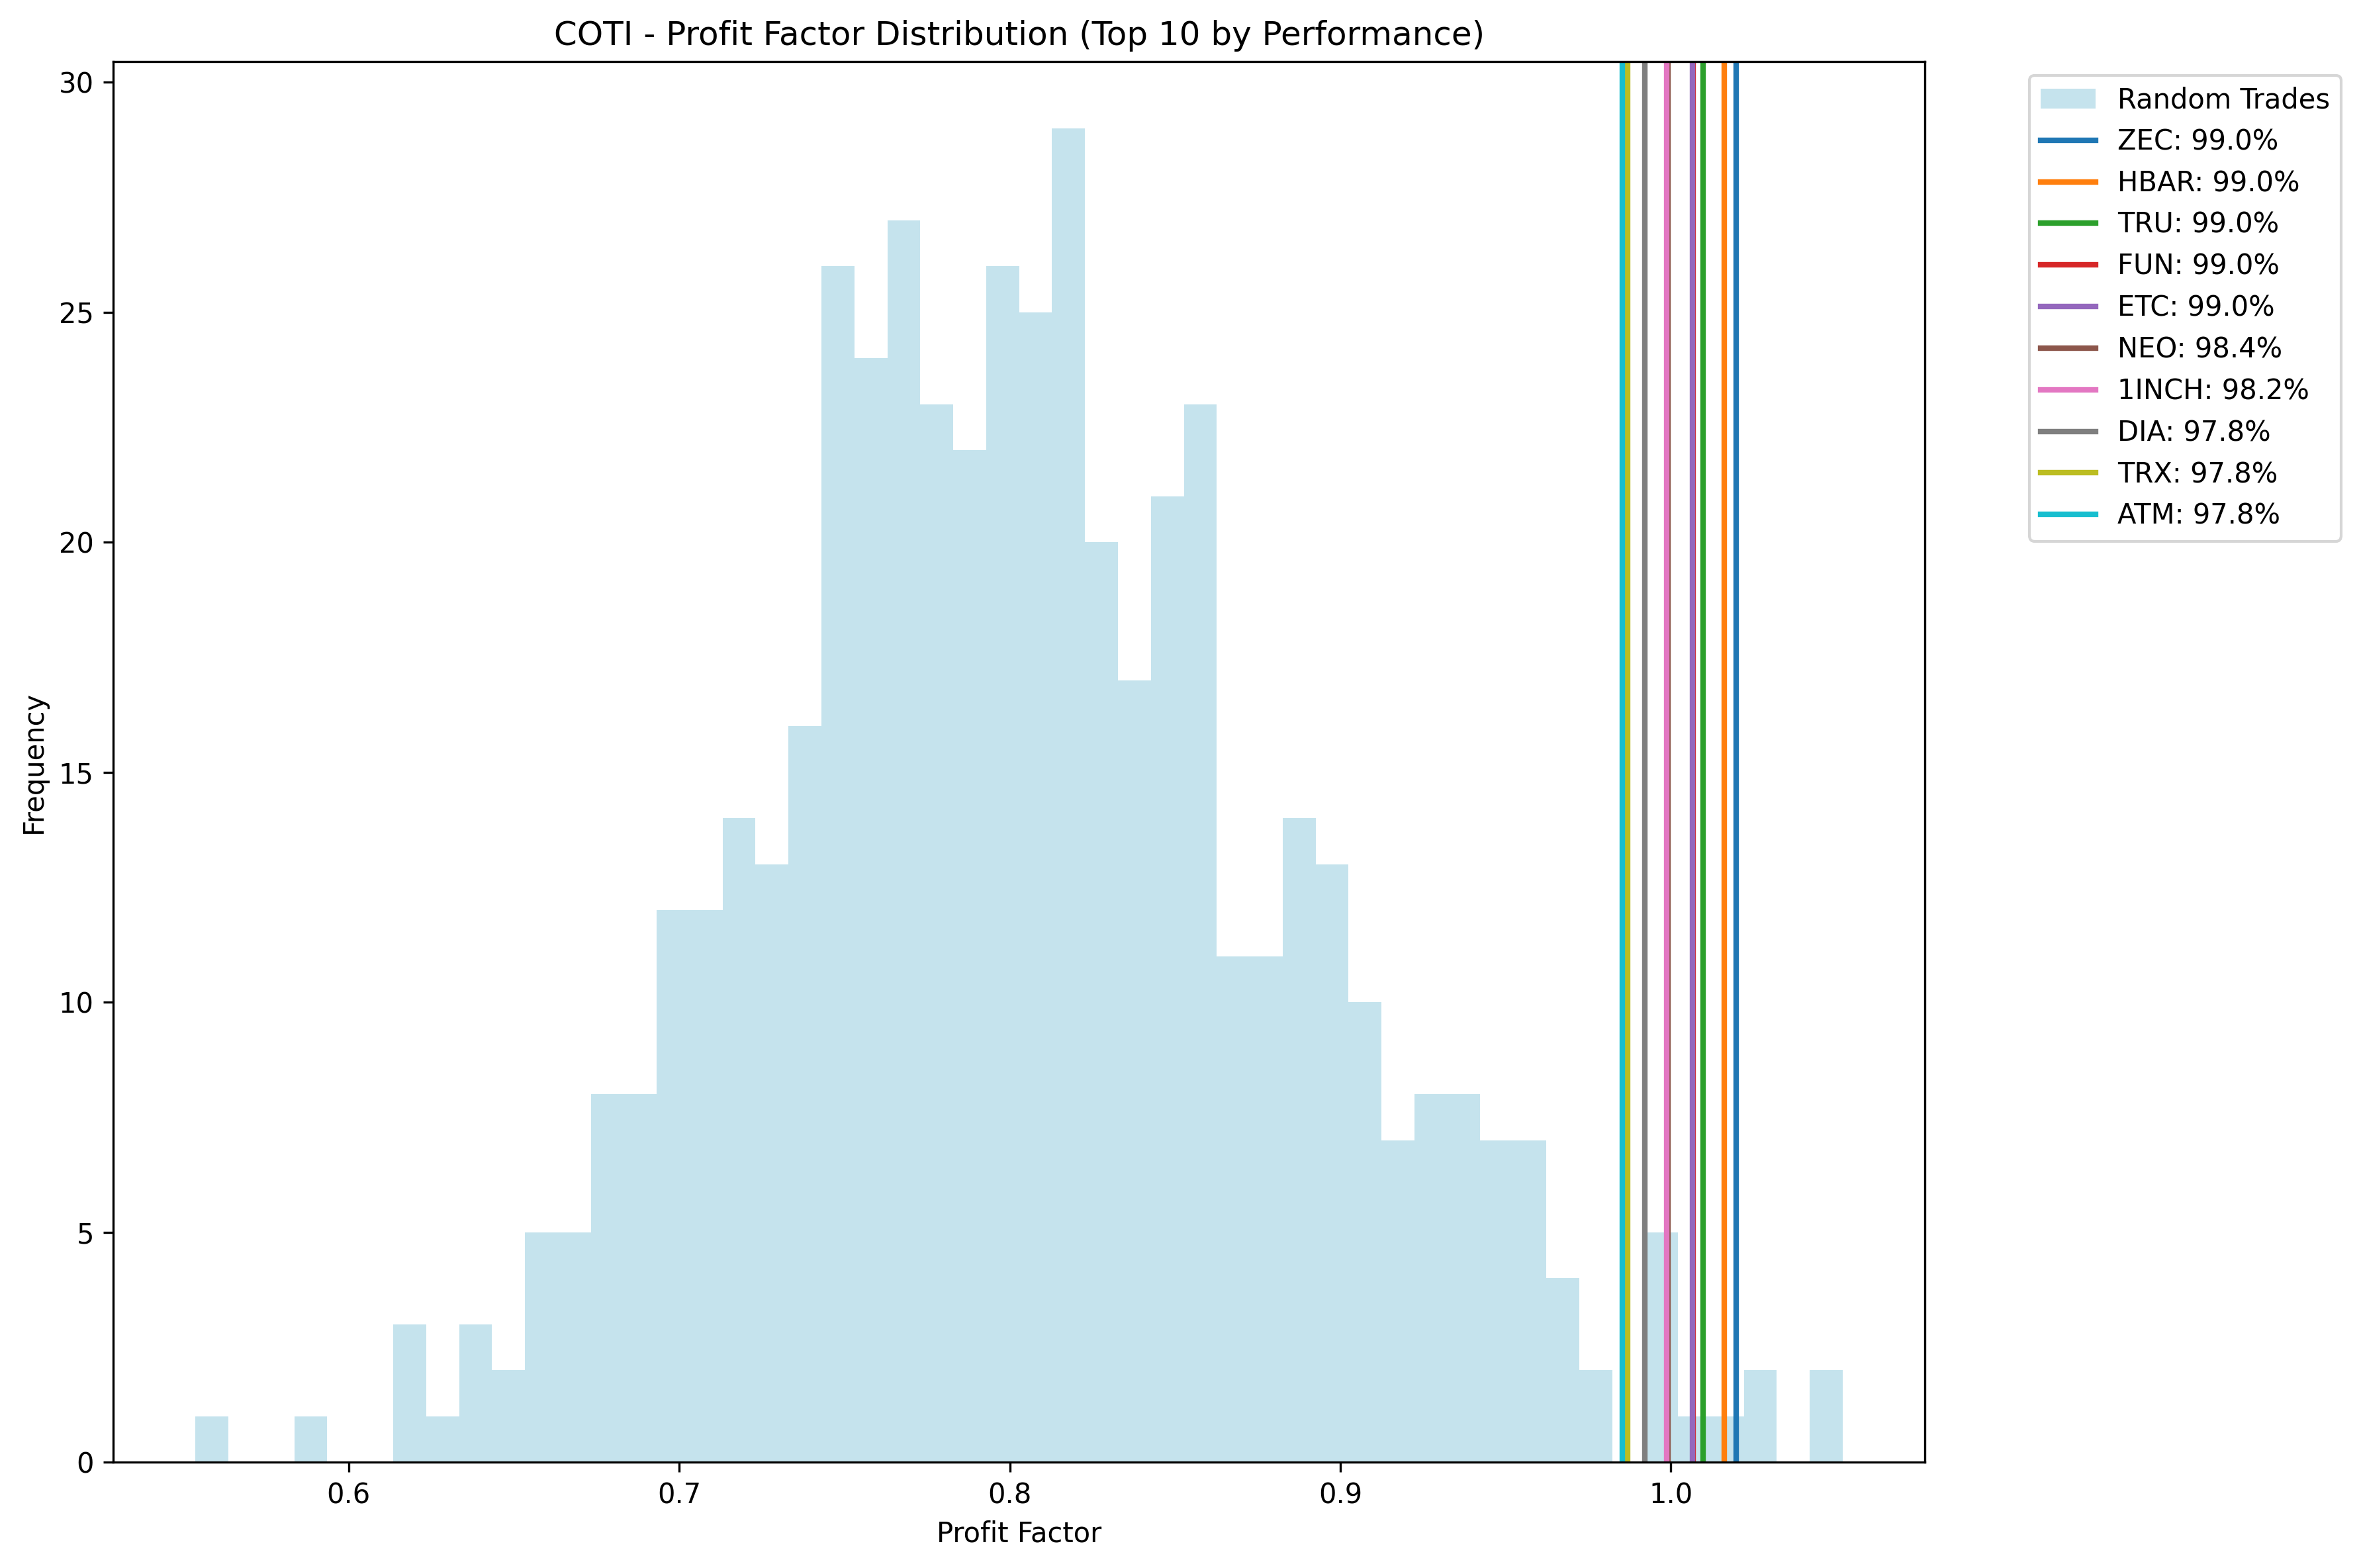 COTI - Profit Factor Distribution (Top 10 by Performance)
30
25
20
15
10
5
0
Frequency
0.6
0.7
0.8
0.9
1.0
Profit Factor
Random Trades
ZEC: 99.0%
HBAR: 99.0%
TRU: 99.0%
FUN: 99.0%
ETC: 99.0%
NEO: 98.4%
1INCH: 98.2%
DIA: 97.8%
TRX: 97.8%
ATM: 97.8%